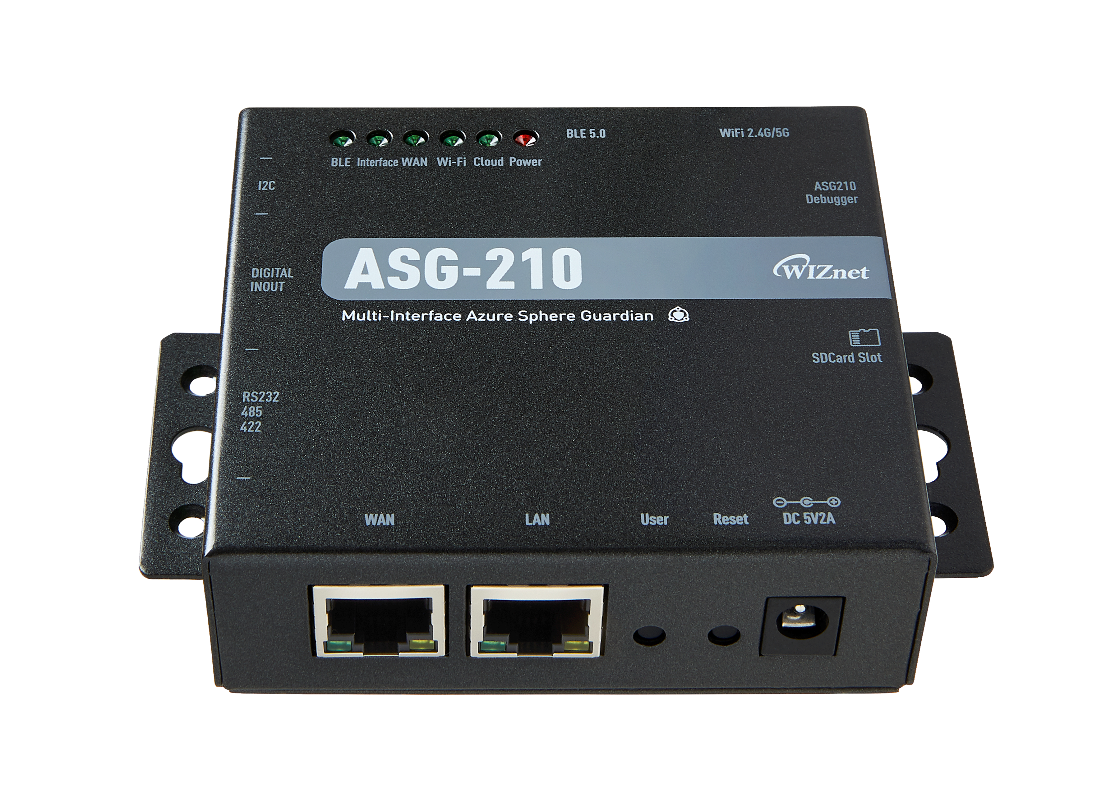 BLE 5.0
WiFi 2.4G/5G
BLE Interface WAN Wi-Fi Cloud Power
I2C
ASG210
Debugger
DIGITAL
INOUT
ASG-210
WIZnet
Multi-Interface Azure Sphere Guardian
SDCard Slot
RS232
485
422
WAN
LAN
User
Reset
DC 5V2A